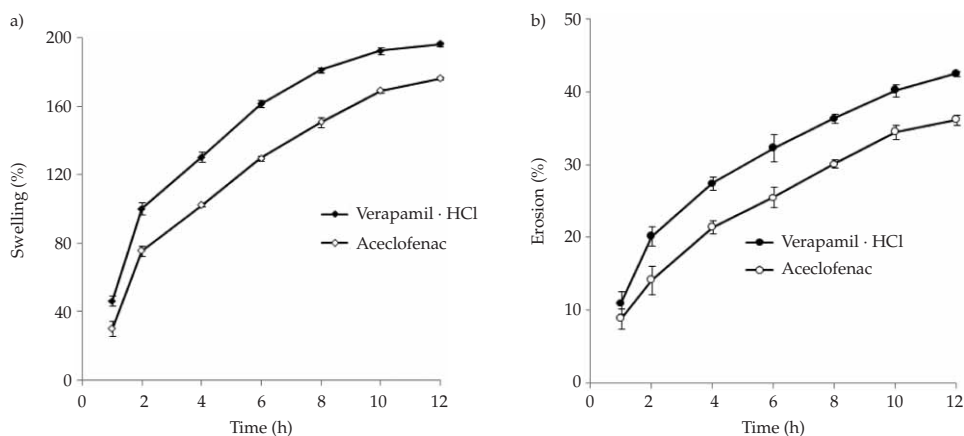 a)
200
160
120
80
40
0
Swelling (%)
Verapamil · HCl
Aceclofenac
0 2 4 6 8 10 12
Time (h)
b)
50
40
30
20
10
0
Erosion (%)
Verapamil · HCl
Aceclofenac
0 2 4 6 8 10 12
Time (h)